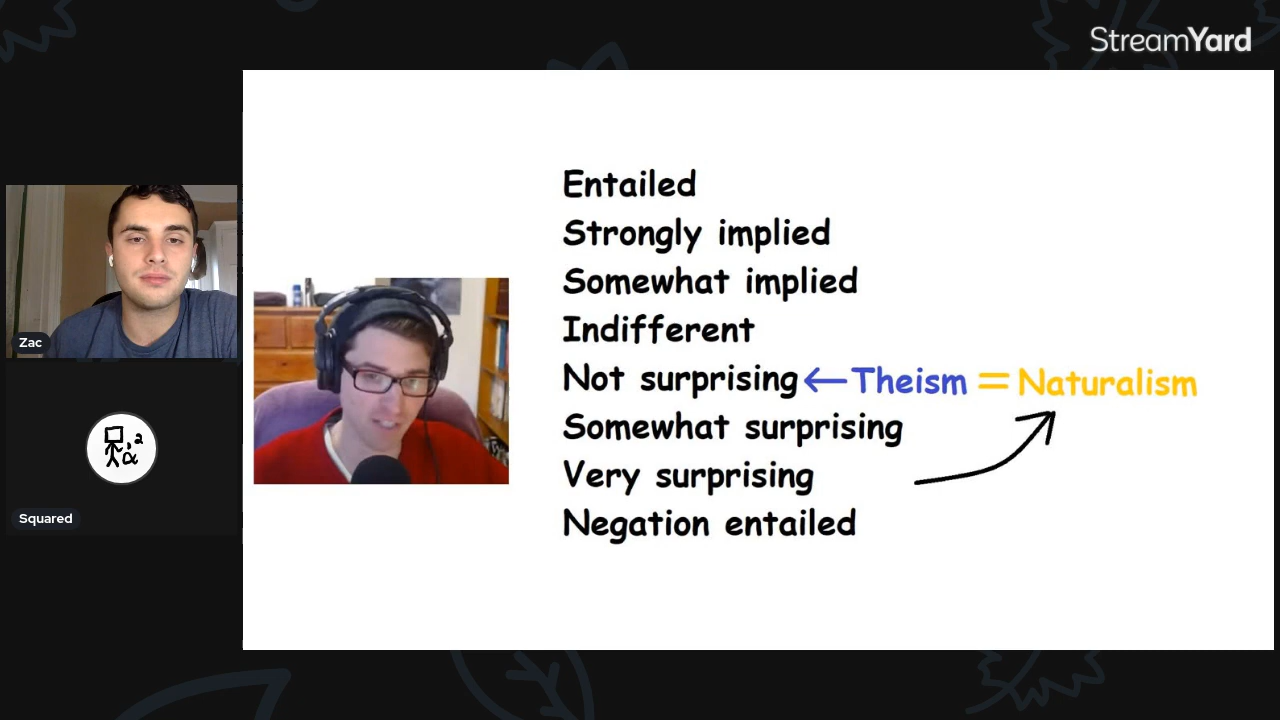 StreamYard
Zac
Squared
Entailed
Strongly implied
Somewhat implied
Indifferent
Not surprising ← Theism = Naturalism
Somewhat surprising
Very surprising
Negation entailed